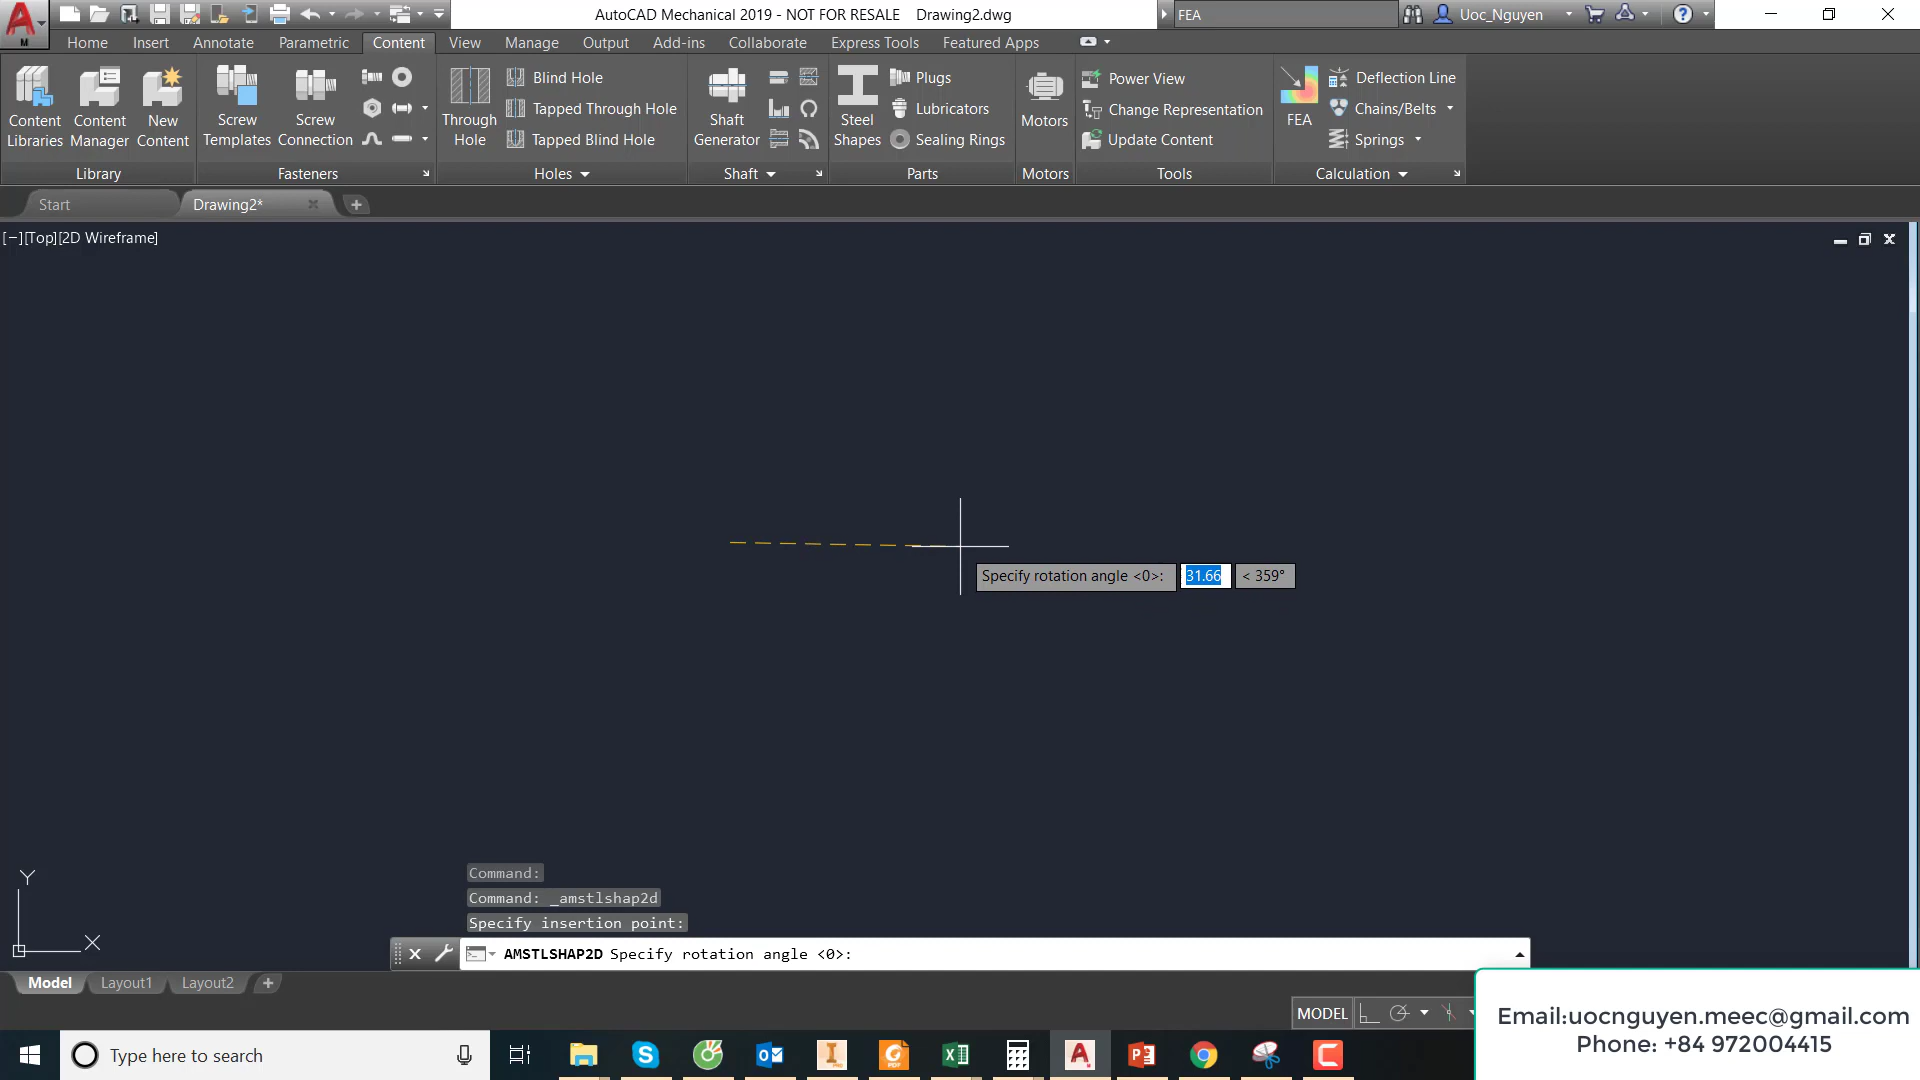 AutoCAD Mechanical 2019 - NOT FOR RESALE Drawing2.dwg
FEA
Uoc_Nguyen
M
Home Insert Annotate Parametric Content View Manage Output Add-ins Collaborate Express Tools Featured Apps
Content Libraries
Content Manager
New Content
Library
Screw Templates
Screw Connection
Fasteners
Through Hole
Blind Hole
Tapped Through Hole
Tapped Blind Hole
Holes
Shaft Generator
Shaft
Steel Shapes
Plugs
Lubricators
Sealing Rings
Parts
Motors
Motors
Power View
Change Representation
Update Content
Tools
FEA
Deflection Line
Chains/Belts
Springs
Calculation
Start Drawing2*
[−][Top][2D Wireframe]
Specify rotation angle <0>: 31.66 < 359°
Y
X
Command:
Command: _amstlshap2d
Specify insertion point:
AMSTLSHAP2D Specify rotation angle <0>:
Model Layout1 Layout2
MODEL
Email:uocnguyen.meec@gmail.com
Phone: +84 972004415
Type here to search